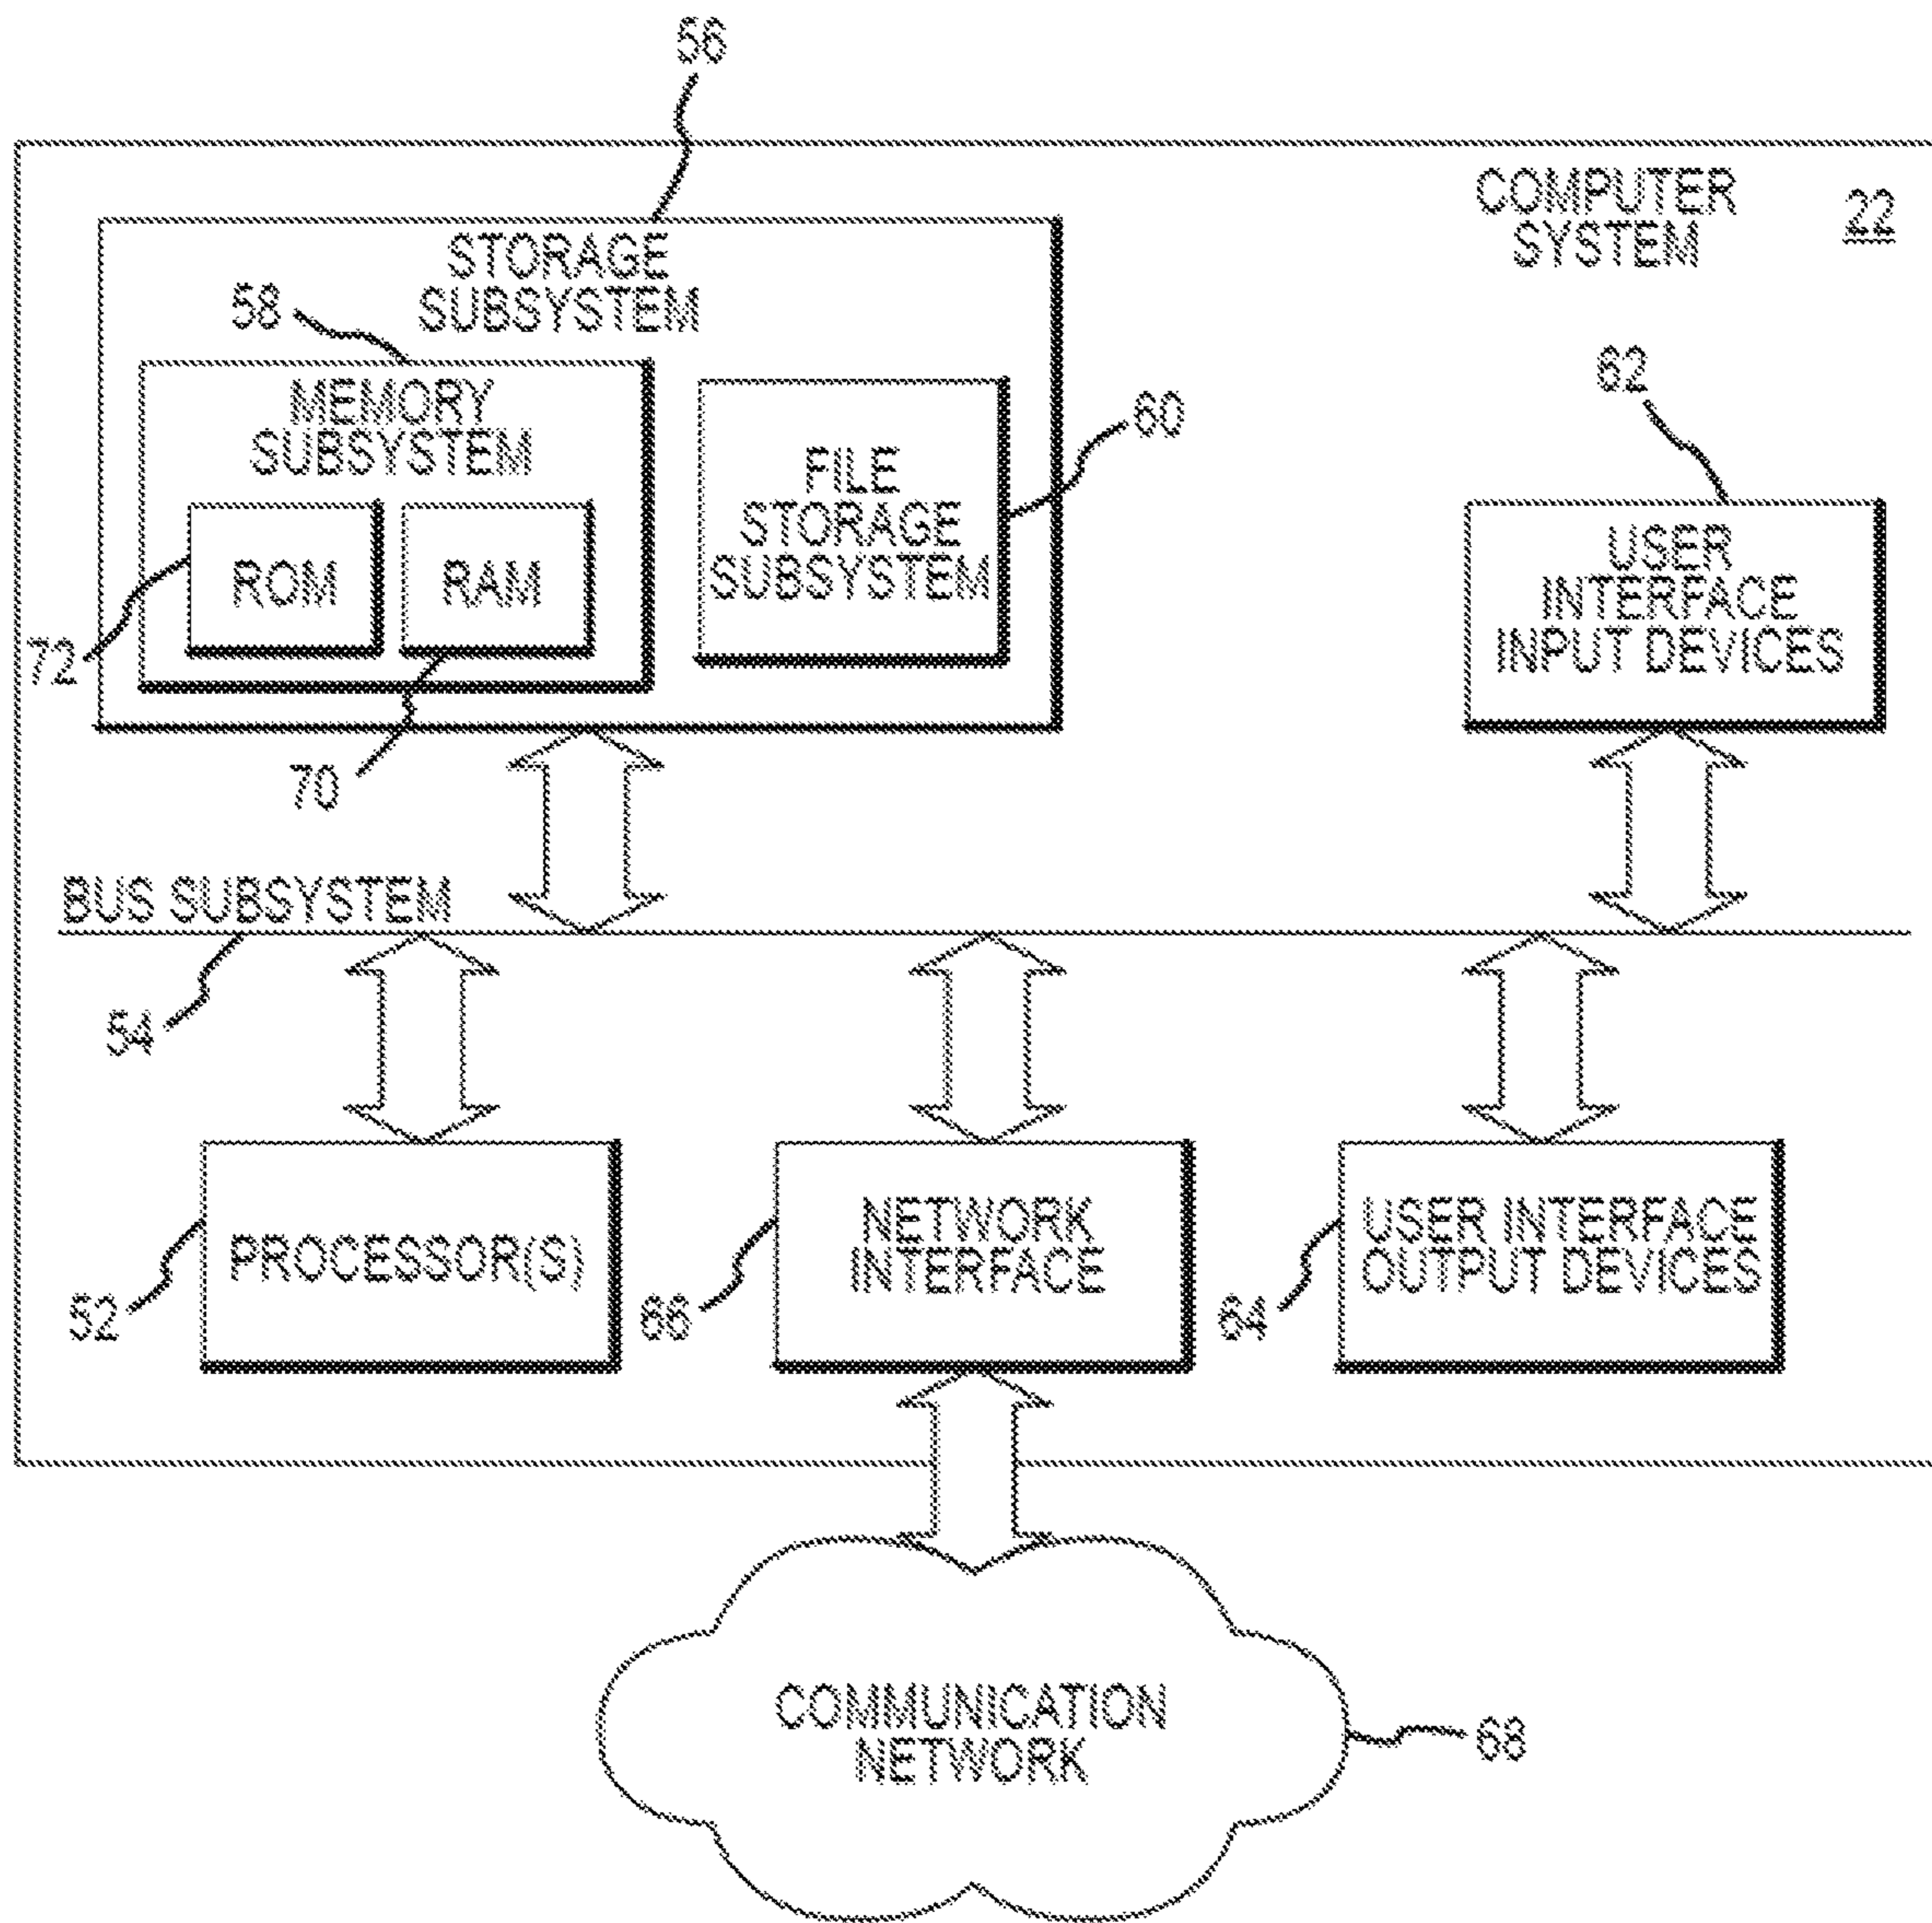 56
COMPUTER
SYSTEM
22
STORAGE
SUBSYSTEM
58
MEMORY
SUBSYSTEM
62
60
FILE
STORAGE
SUBSYSTEM
ROM
RAM
72
70
USER
INTERFACE
INPUT DEVICES
BUS SUBSYSTEM
54
PROCESSOR(S)
52
NETWORK
INTERFACE
66
USER INTERFACE
OUTPUT DEVICES
64
COMMUNICATION
NETWORK
68